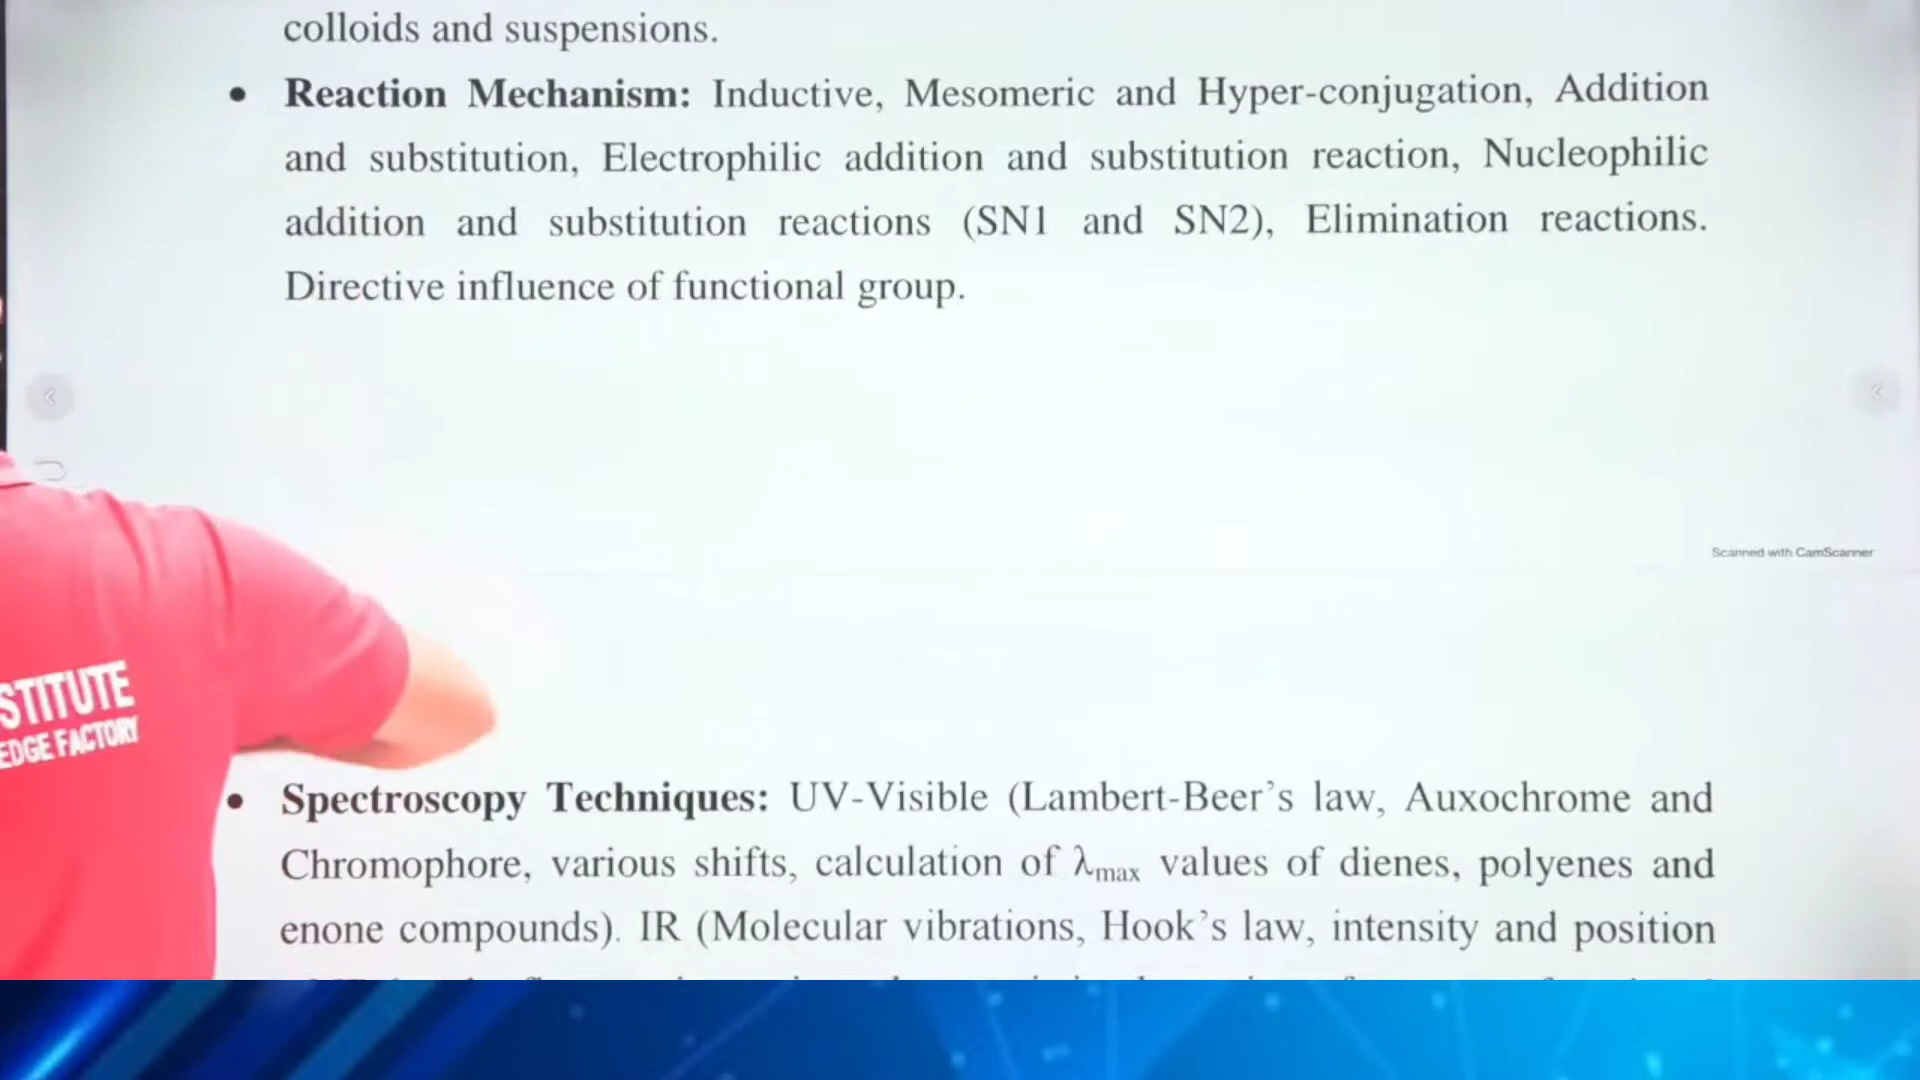 colloids and suspensions.
• Reaction Mechanism: Inductive, Mesomeric and Hyper-conjugation, Addition
and substitution, Electrophilic addition and substitution reaction, Nucleophilic
addition and substitution reactions (SN1 and SN2), Elimination reactions.
Directive influence of functional group.
Scanned with CamScanner
STITUTE
EDGE FACTORY
• Spectroscopy Techniques: UV-Visible (Lambert-Beer’s law, Auxochrome and
Chromophore, various shifts, calculation of λmax values of dienes, polyenes and
enone compounds). IR (Molecular vibrations, Hook’s law, intensity and position